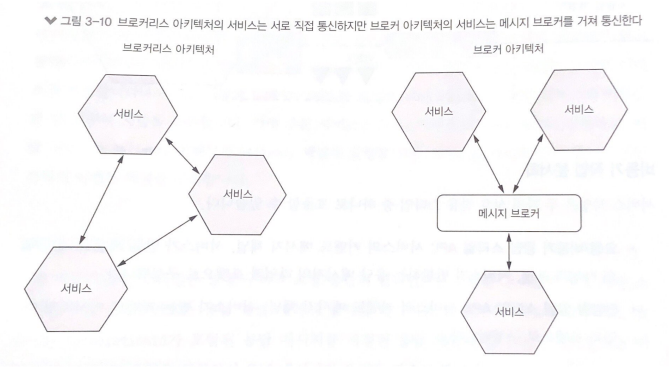 그림 3-10 브로커리스 아키텍처의 서비스는 서로 직접 통신하지만 브로커 아키텍처의 서비스는 메시지 브로커를 거쳐 통신한다
브로커리스 아키텍처
브로커 아키텍처
서비스
서비스
서비스
서비스
서비스
메시지 브로커
서비스